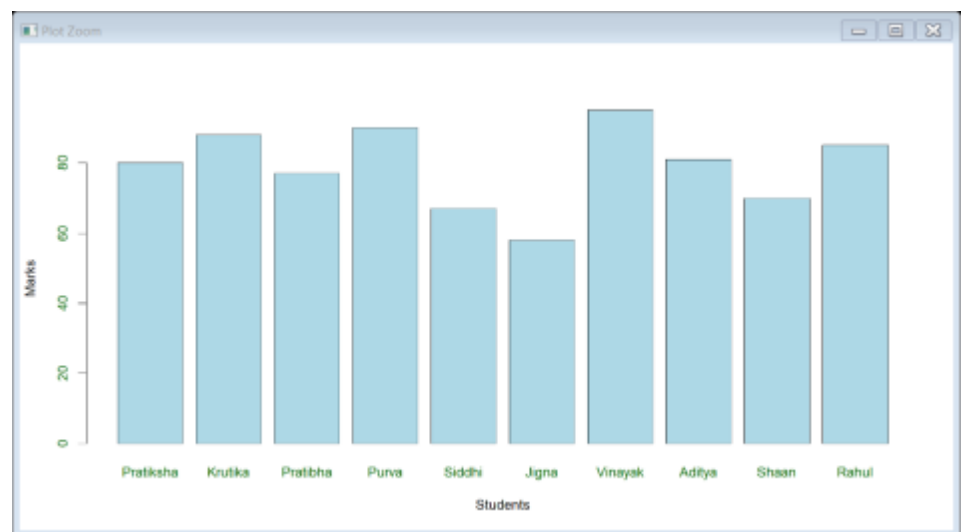 Plot Zoom
80
60
40
20
0
Marks
Pratiksha Krutika Pratibha Purva Siddhi Jigna Vinayak Aditya Shaan Rahul
Students